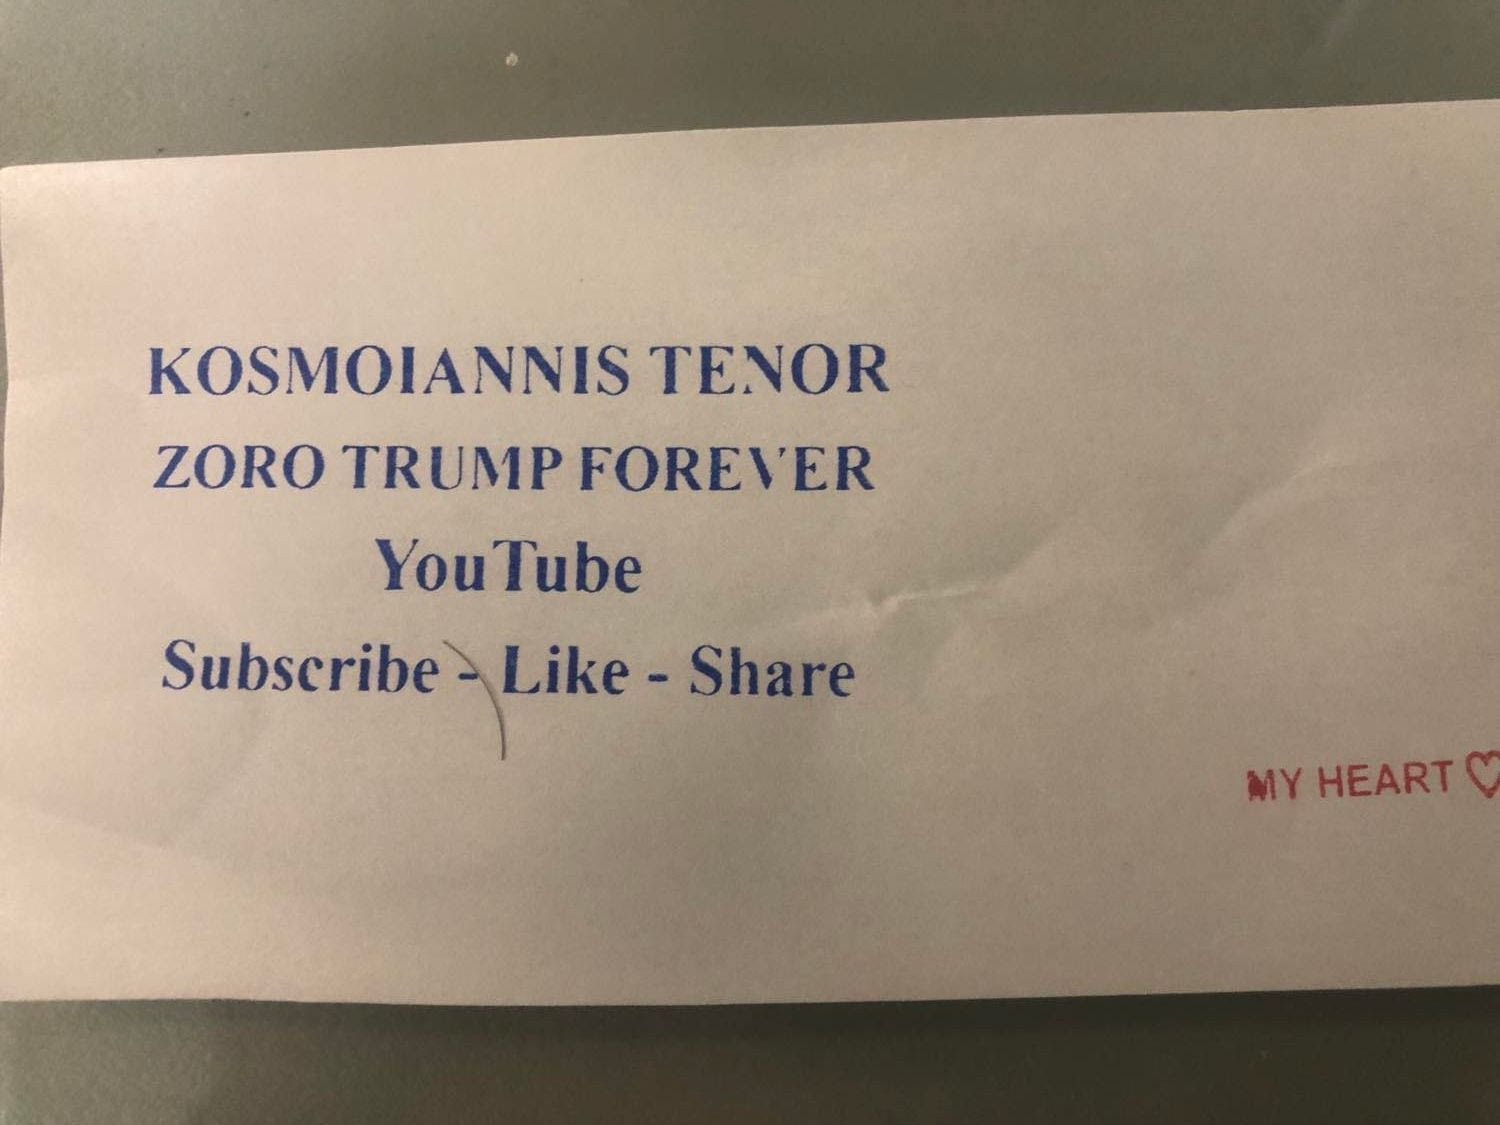 KOSMOIANNIS TENOR
ZORO TRUMP FOREVER
YouTube
Subscribe - Like - Share
MY HEART ♡